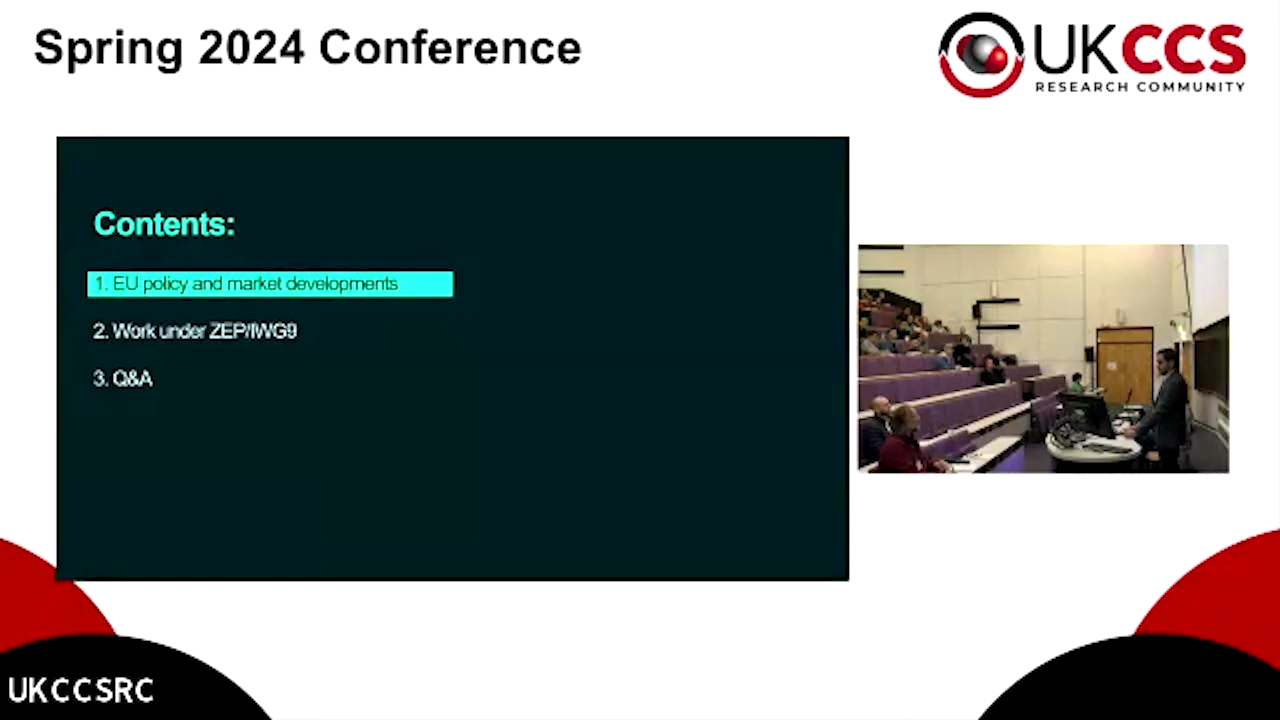 Spring 2024 Conference
UKCCS
RESEARCH COMMUNITY
Contents:
1. EU policy and market developments
2. Work under ZEP/IWG9
3. Q&A
UKCCSRC